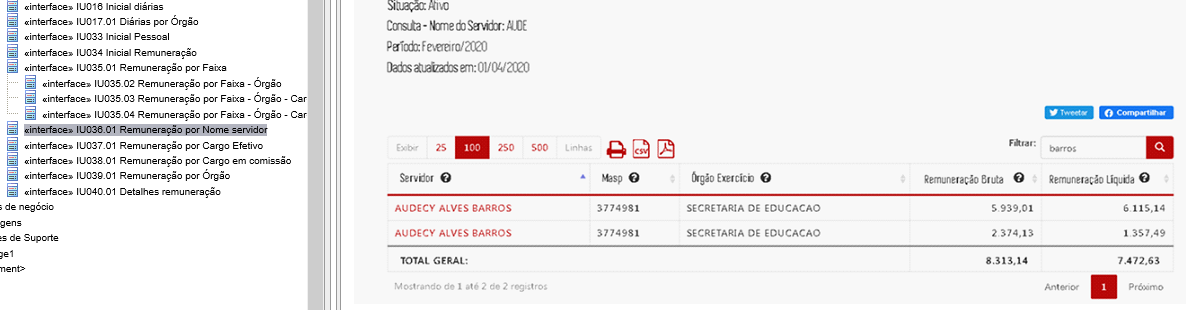 «interface» IU016 Inicial diárias
«interface» IU017.01 Diárias por Órgão
«interface» IU033 Inicial Pessoal
«interface» IU034 Inicial Remuneração
«interface» IU035.01 Remuneração por Faixa
«interface» IU035.02 Remuneração por Faixa - Órgão
«interface» IU035.03 Remuneração por Faixa - Órgão - Car
«interface» IU035.04 Remuneração por Faixa - Órgão - Car
«interface» IU036.01 Remuneração por Nome servidor
«interface» IU037.01 Remuneração por Cargo Efetivo
«interface» IU038.01 Remuneração por Cargo em comissão
«interface» IU039.01 Remuneração por Órgão
«interface» IU040.01 Detalhes remuneração
s de negócio
gens
es de Suporte
ge1
ment>
Situação: Ativo
Consulta - Nome do Servidor: AUDE
Período: Fevereiro/2020
Dados atualizados em: 01/04/2020
Tweetar Compartilhar
Exibir 25 100 250 500 Linhas CSV Filtrar: barros
Servidor Masp Órgão Exercício Remuneração Bruta Remuneração Líquida
AUDECY ALVES BARROS 3774981 SECRETARIA DE EDUCACAO 5.939,01 6.115,14
AUDECY ALVES BARROS 3774981 SECRETARIA DE EDUCACAO 2.374,13 1.357,49
TOTAL GERAL: 8.313,14 7.472,63
Mostrando de 1 até 2 de 2 registros Anterior 1 Próximo